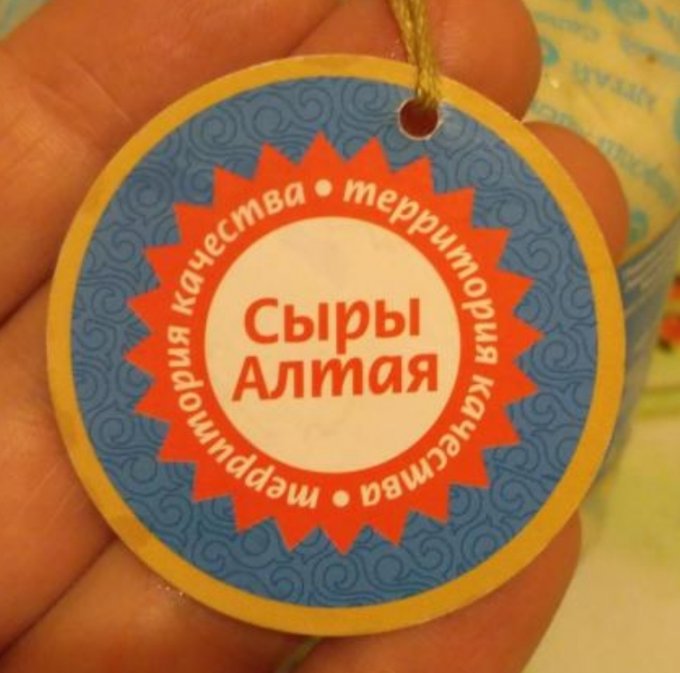 территория качества • территория качества •
Сыры
Алтая